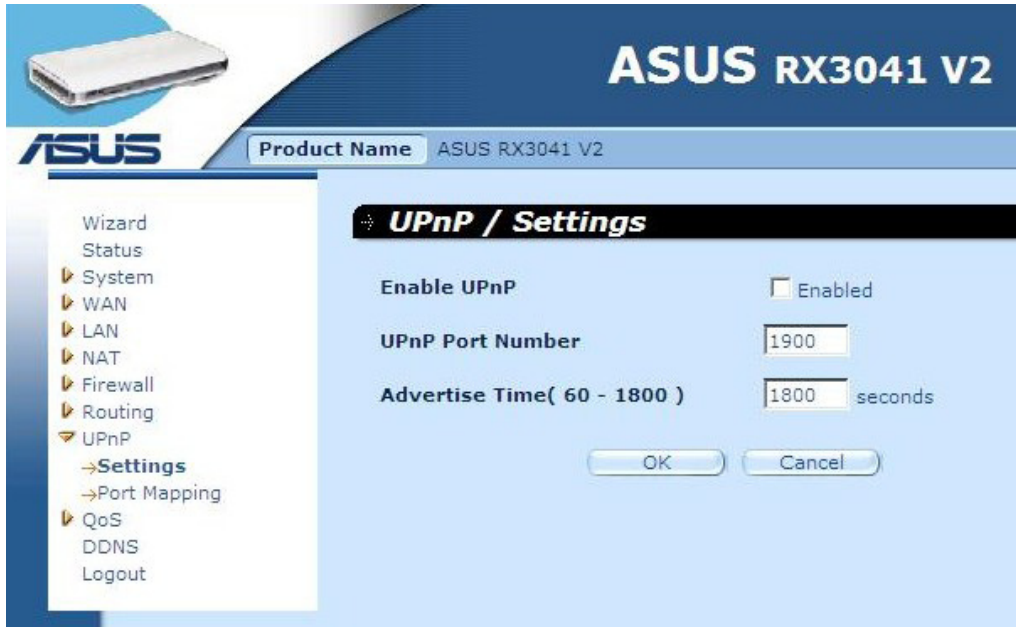 ASUS RX3041 V2
ASUS
Product Name ASUS RX3041 V2
Wizard
Status
System
WAN
LAN
NAT
Firewall
Routing
UPnP
Settings
Port Mapping
QoS
DDNS
Logout
UPnP / Settings
Enable UPnP Enabled
UPnP Port Number 1900
Advertise Time( 60 - 1800 ) 1800 seconds
OK Cancel